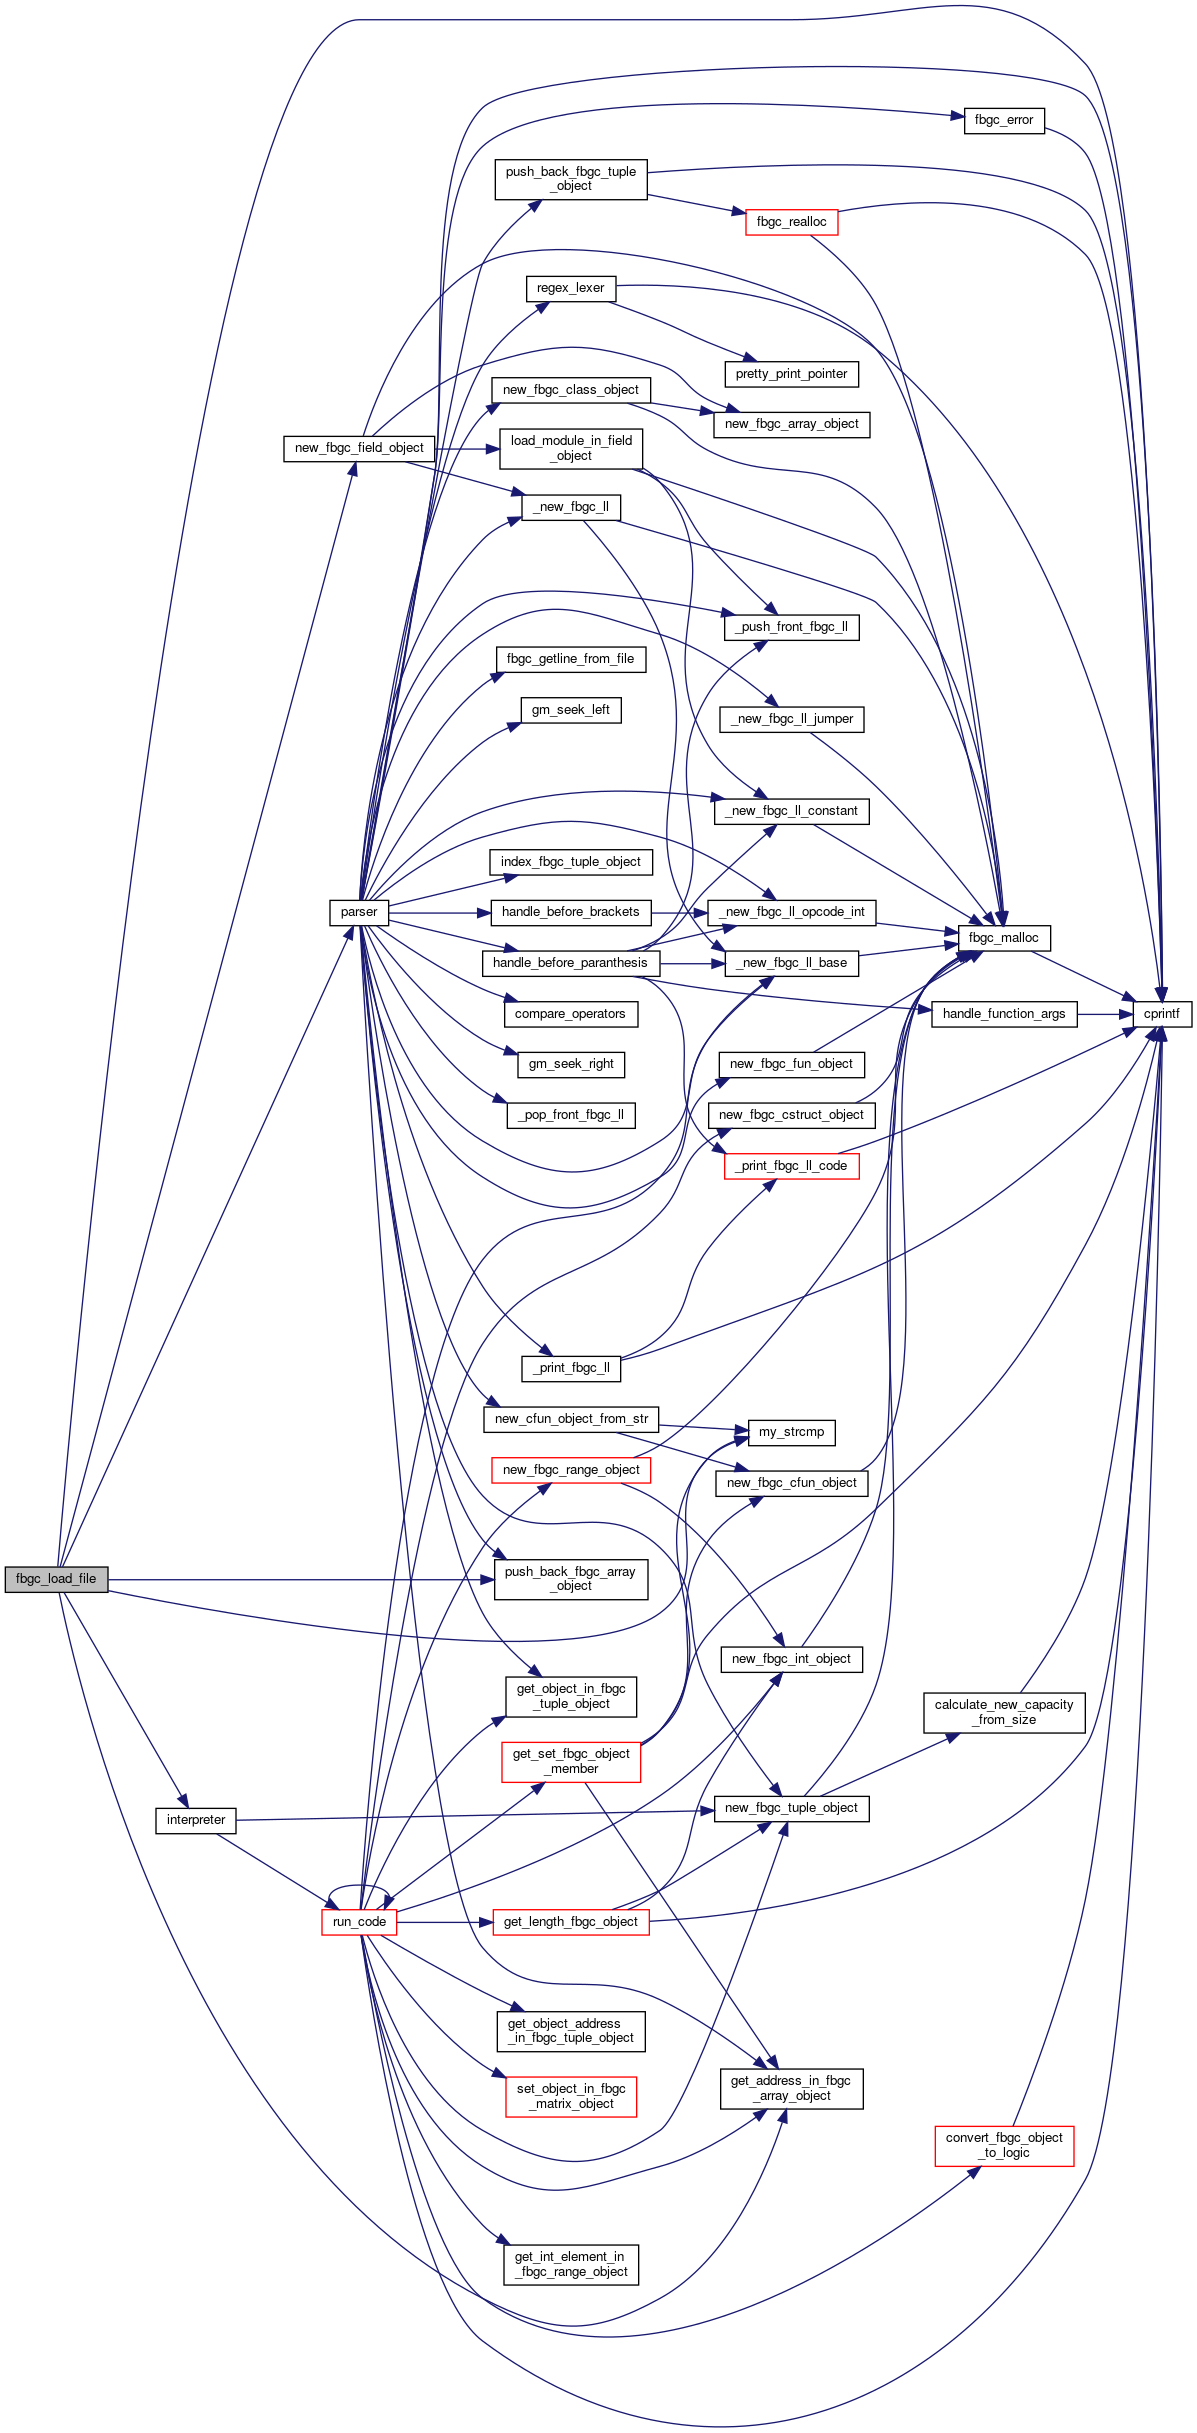 fbgc_error
push_back_fbgc_tuple
_object
fbgc_realloc
regex_lexer
pretty_print_pointer
new_fbgc_class_object
new_fbgc_array_object
new_fbgc_field_object
load_module_in_field
_object
_new_fbgc_ll
_push_front_fbgc_ll
fbgc_getline_from_file
gm_seek_left
_new_fbgc_ll_jumper
_new_fbgc_ll_constant
index_fbgc_tuple_object
parser
handle_before_brackets
_new_fbgc_ll_opcode_int
fbgc_malloc
handle_before_paranthesis
_new_fbgc_ll_base
compare_operators
handle_function_args
cprintf
gm_seek_right
new_fbgc_fun_object
_pop_front_fbgc_ll
new_fbgc_cstruct_object
_print_fbgc_ll_code
_print_fbgc_ll
new_cfun_object_from_str
my_strcmp
new_fbgc_range_object
new_fbgc_cfun_object
fbgc_load_file
push_back_fbgc_array
_object
get_object_in_fbgc
_tuple_object
new_fbgc_int_object
calculate_new_capacity
_from_size
get_set_fbgc_object
_member
interpreter
new_fbgc_tuple_object
run_code
get_length_fbgc_object
get_object_address
_in_fbgc_tuple_object
set_object_in_fbgc
_matrix_object
get_address_in_fbgc
_array_object
convert_fbgc_object
_to_logic
get_int_element_in
_fbgc_range_object